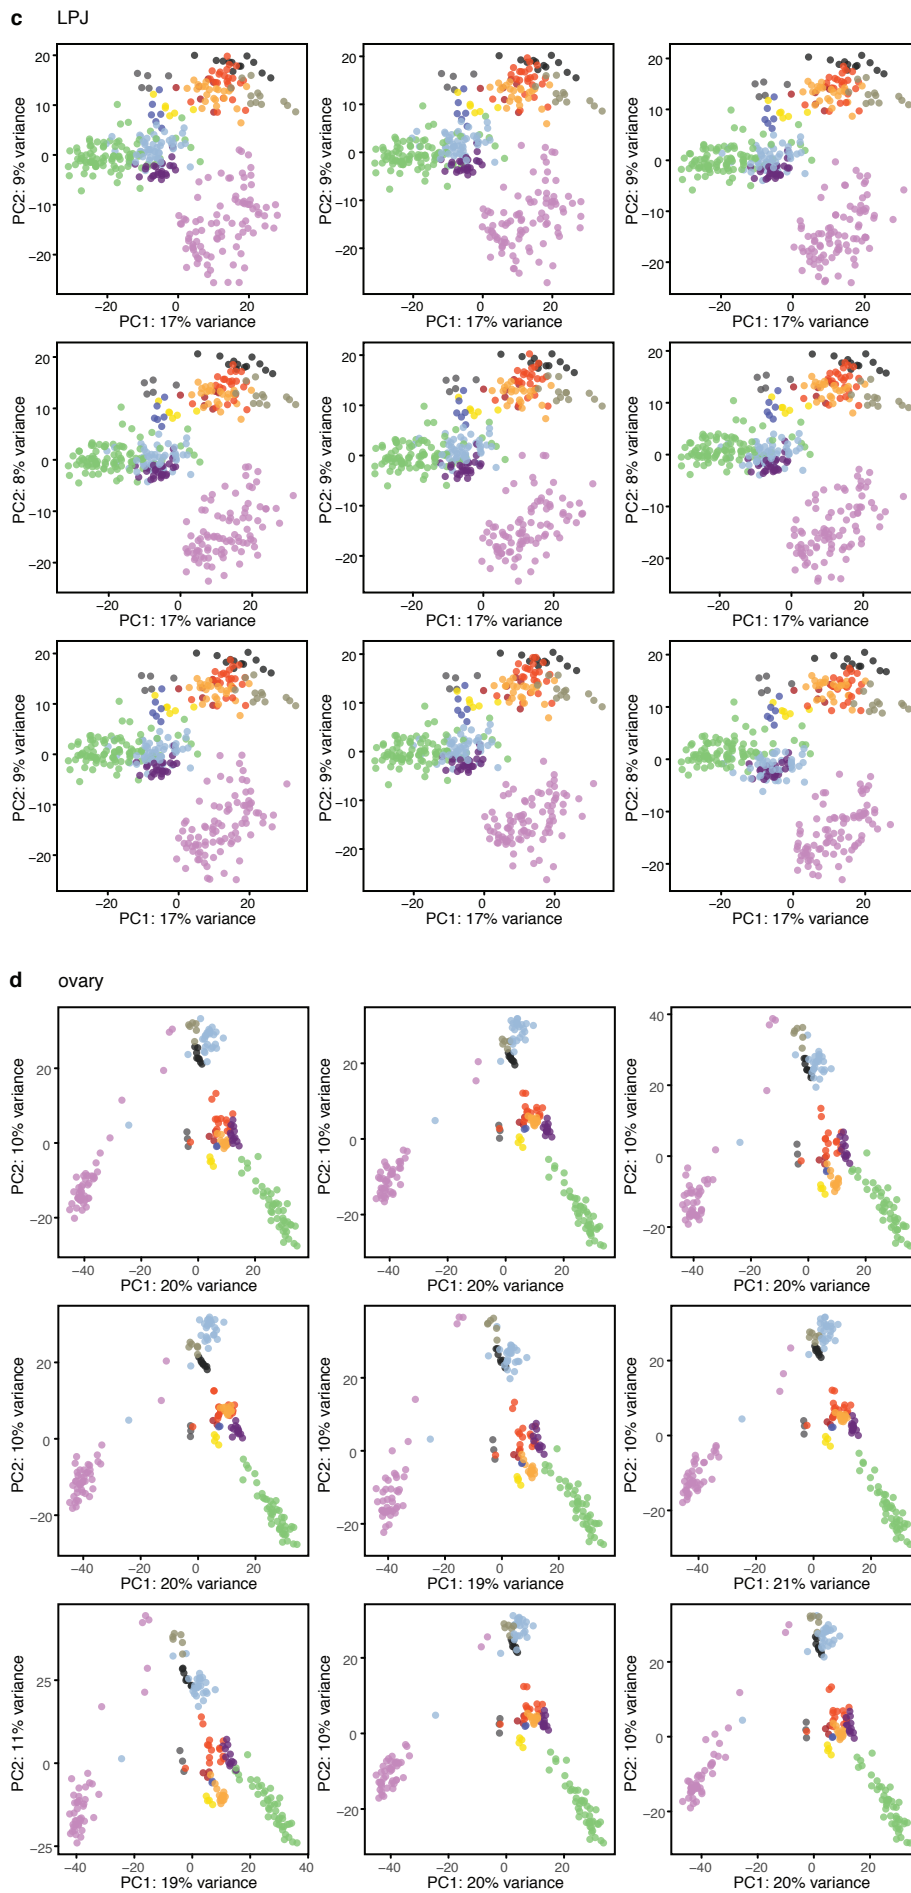 c LPJ
20 20 20
10 10 10
0 0 0
−10 −10 −10
−20 −20 −20
PC2: 9% variance PC2: 9% variance PC2: 9% variance
−20 0 20 −20 0 20 −20 0 20
PC1: 17% variance PC1: 17% variance PC1: 17% variance
20 20 20
10 10 10
0 0 0
−10 −10 −10
−20 −20 −20
PC2: 8% variance PC2: 9% variance PC2: 8% variance
−20 0 20 −20 0 20 −20 0 20
PC1: 17% variance PC1: 17% variance PC1: 17% variance
20 20 20
10 10 10
0 0 0
−10 −10 −10
−20 −20 −20
PC2: 9% variance PC2: 9% variance PC2: 8% variance
−20 0 20 −20 0 20 −20 0 20
PC1: 17% variance PC1: 17% variance PC1: 17% variance
d ovary
20 20 40
0 0 20
−20 −20 0
−20
PC2: 10% variance PC2: 10% variance PC2: 10% variance
−40 −20 0 20 −40 −20 0 20 −40 −20 0 20
PC1: 20% variance PC1: 20% variance PC1: 20% variance
20 20 20
0 0 0
−20 −20 −20
PC2: 10% variance PC2: 10% variance PC2: 10% variance
−40 −20 0 20 −40 −20 0 20 −40 −20 0 20
PC1: 20% variance PC1: 19% variance PC1: 21% variance
25 20 20
0 0 0
−25 −20 −20
PC2: 11% variance PC2: 10% variance PC2: 10% variance
−40 −20 0 20 40 −40 −20 0 20 −40 −20 0 20
PC1: 19% variance PC1: 20% variance PC1: 20% variance